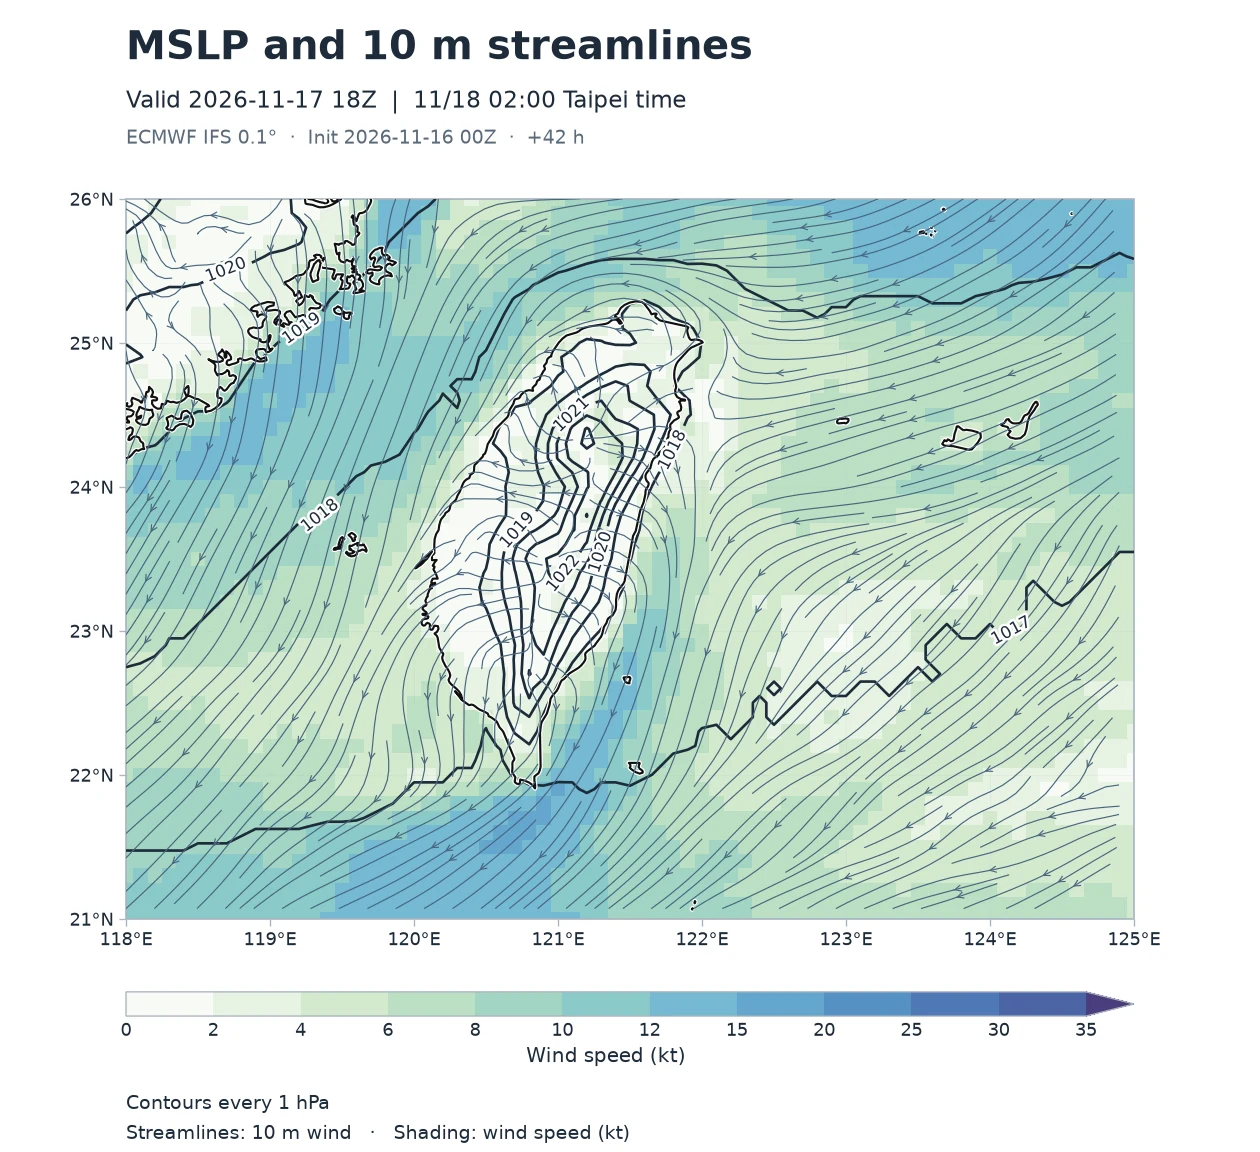 MSLP and 10 m streamlines
Valid 2026-11-17 18Z | 11/18 02:00 Taipei time
ECMWF IFS 0.1° · Init 2026-11-16 00Z · +42 h
26°N
1020
1019
25°N
1021
1018
24°N
1018
1019
1020
1022
23°N
1017
22°N
21°N
118°E 119°E 120°E 121°E 122°E 123°E 124°E 125°E
0 2 4 6 8 10 12 15 20 25 30 35
Wind speed (kt)
Contours every 1 hPa
Streamlines: 10 m wind · Shading: wind speed (kt)